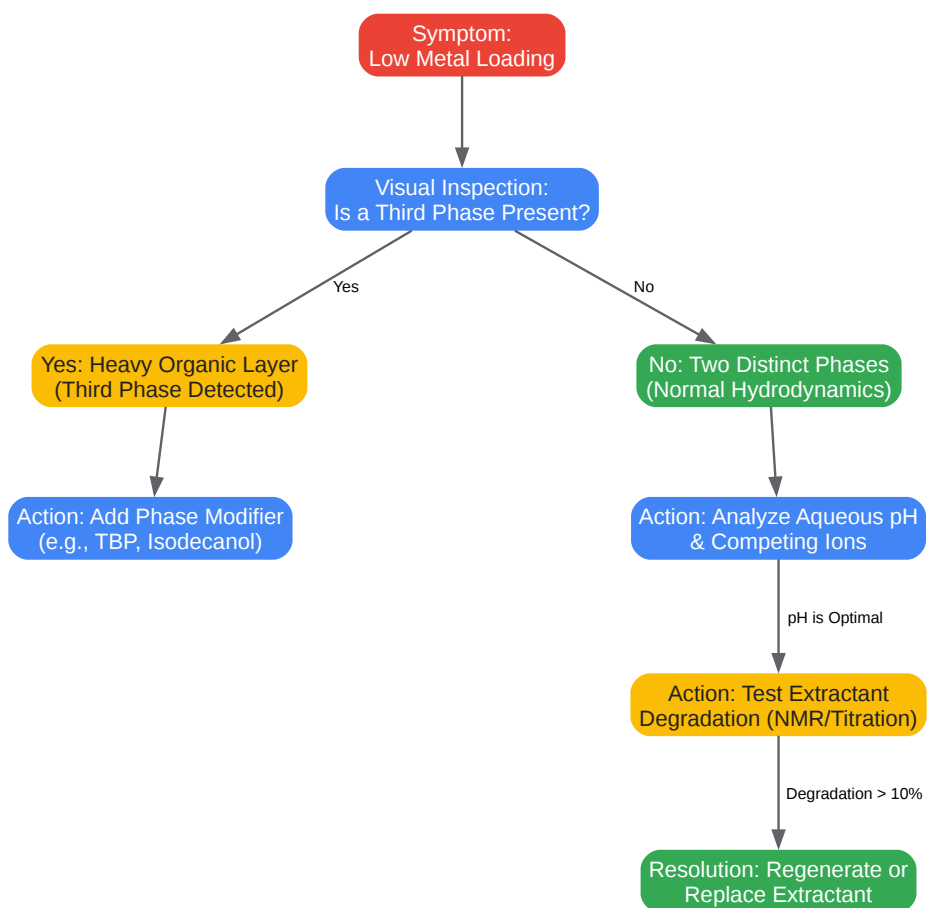 Symptom:
Low Metal Loading
Visual Inspection:
Is a Third Phase Present?
Yes
No
Yes: Heavy Organic Layer
(Third Phase Detected)
No: Two Distinct Phases
(Normal Hydrodynamics)
Action: Add Phase Modifier
(e.g., TBP, Isodecanol)
Action: Analyze Aqueous pH
& Competing Ions
pH is Optimal
Action: Test Extractant
Degradation (NMR/Titration)
Degradation > 10%
Resolution: Regenerate or
Replace Extractant